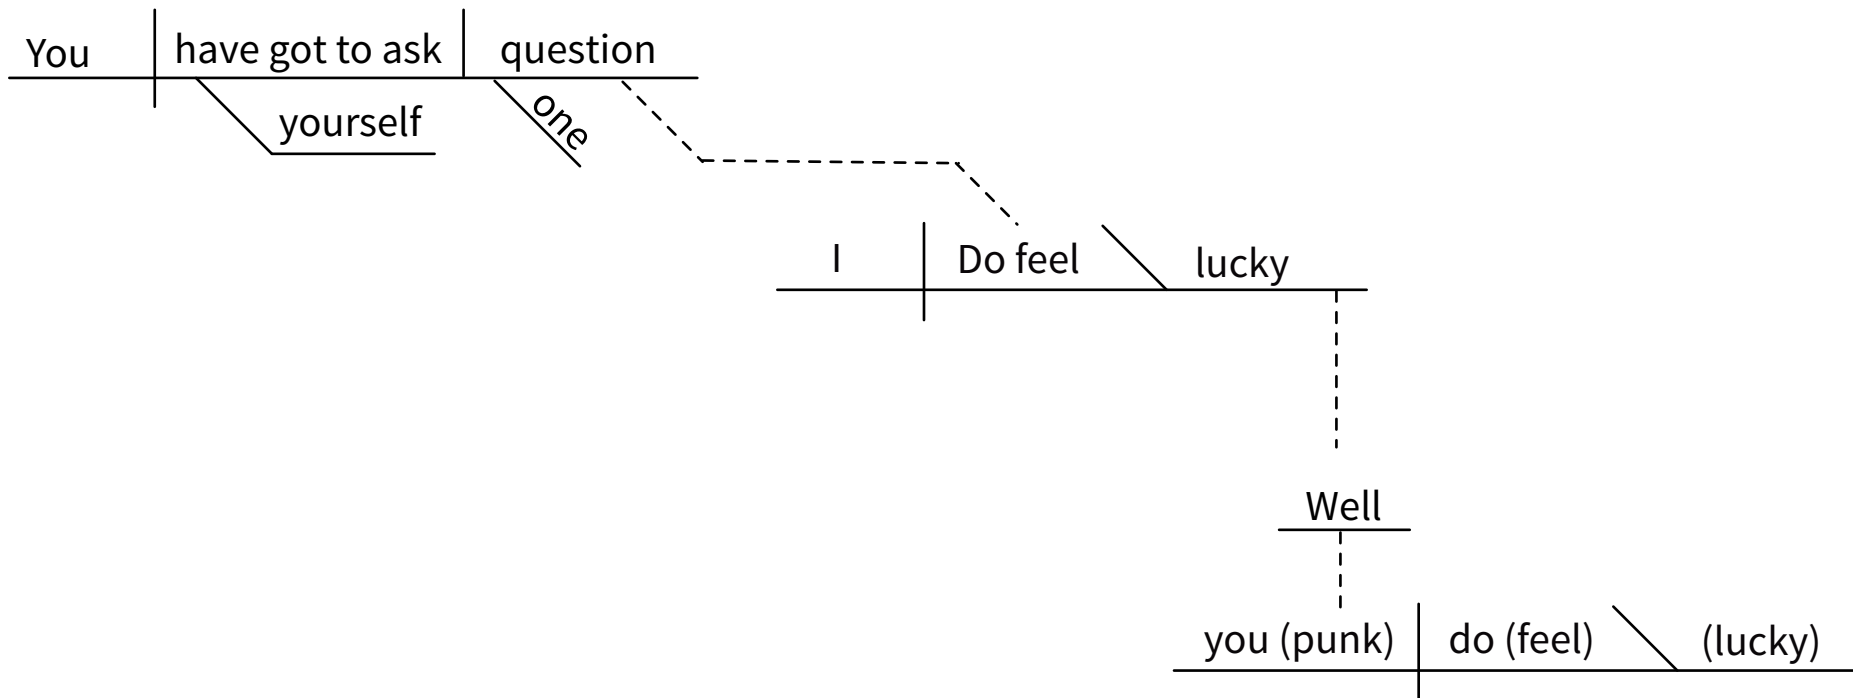 You have got to ask question
yourself one
I Do feel lucky
Well
you (punk) do (feel) (lucky)